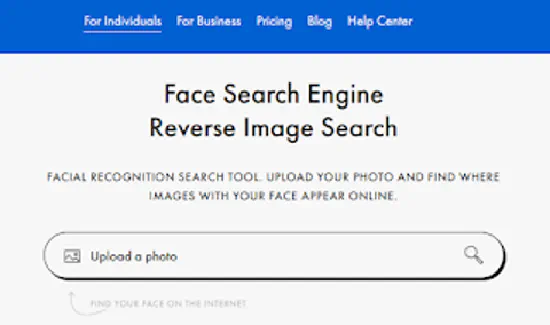 For Individuals For Business Pricing Blog Help Center
Face Search Engine
Reverse Image Search
FACIAL RECOGNITION SEARCH TOOL. UPLOAD YOUR PHOTO AND FIND WHERE
IMAGES WITH YOUR FACE APPEAR ONLINE.
Upload a photo
FIND YOUR FACE ON THE INTERNET